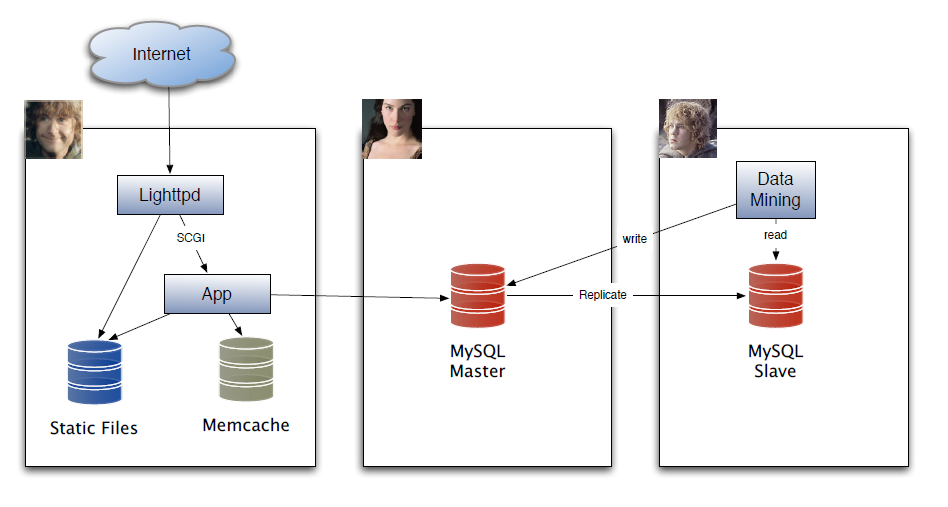 Internet
Lighttpd
SCGI
App
Static Files
Memcache
MySQL
Master
write
Replicate
Data
Mining
read
MySQL
Slave